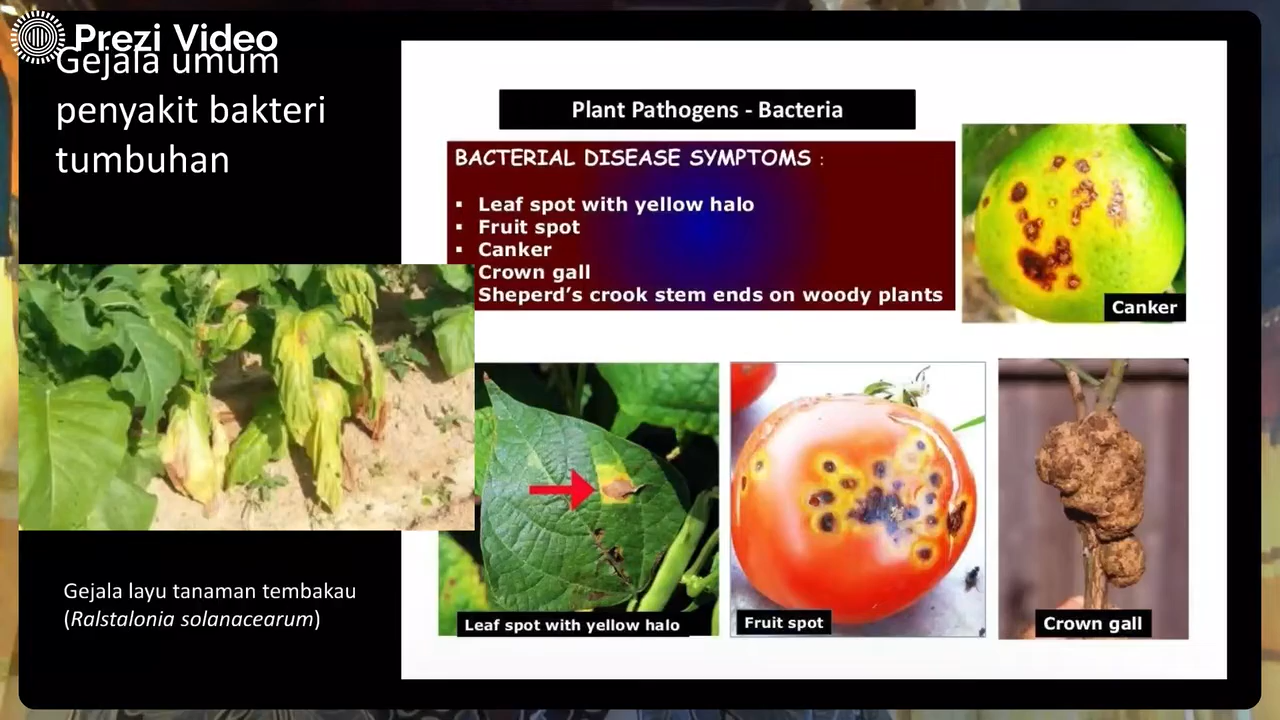 Prezi Video
Gejala umum
penyakit bakteri
tumbuhan
Plant Pathogens - Bacteria
BACTERIAL DISEASE SYMPTOMS :
▪ Leaf spot with yellow halo
▪ Fruit spot
▪ Canker
Crown gall
Sheperd's crook stem ends on woody plants
Canker
Leaf spot with yellow halo
Fruit spot
Crown gall
Gejala layu tanaman tembakau
(Ralstalonia solanacearum)